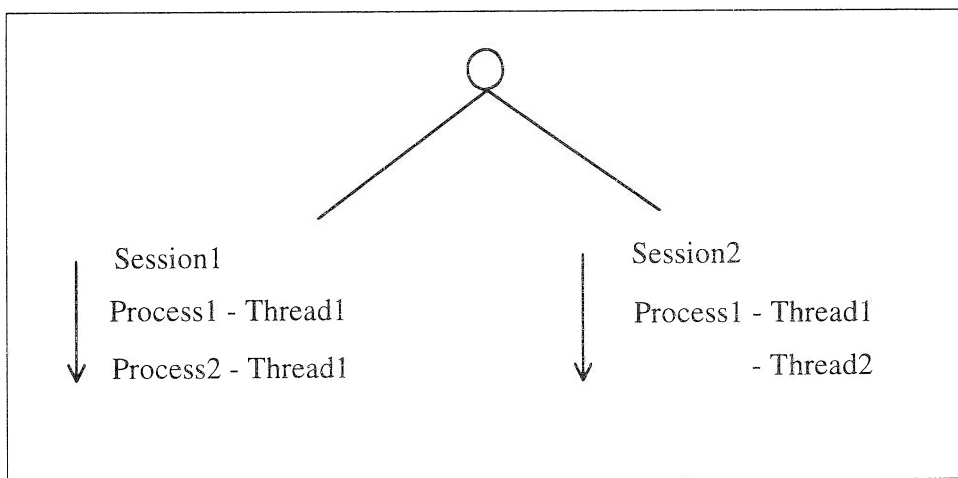 Session1
Process1 - Thread1
Process2 - Thread1
Session2
Process1 - Thread1
- Thread2